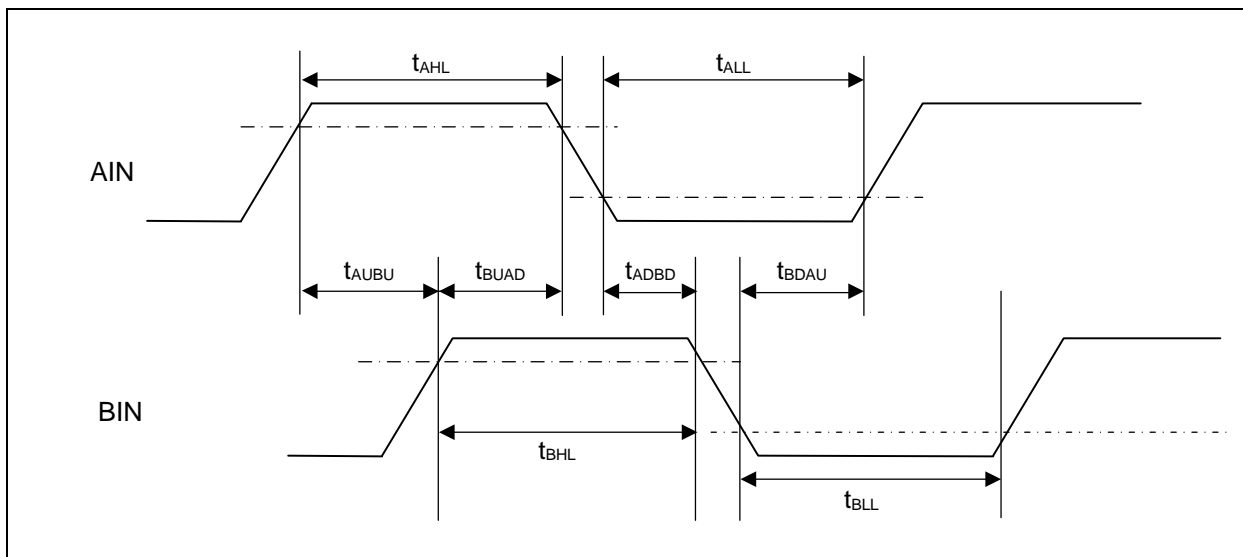 tAHL tALL
AIN
tAUBU tBUAD tADBD tBDAU
BIN
tBHL
tBLL